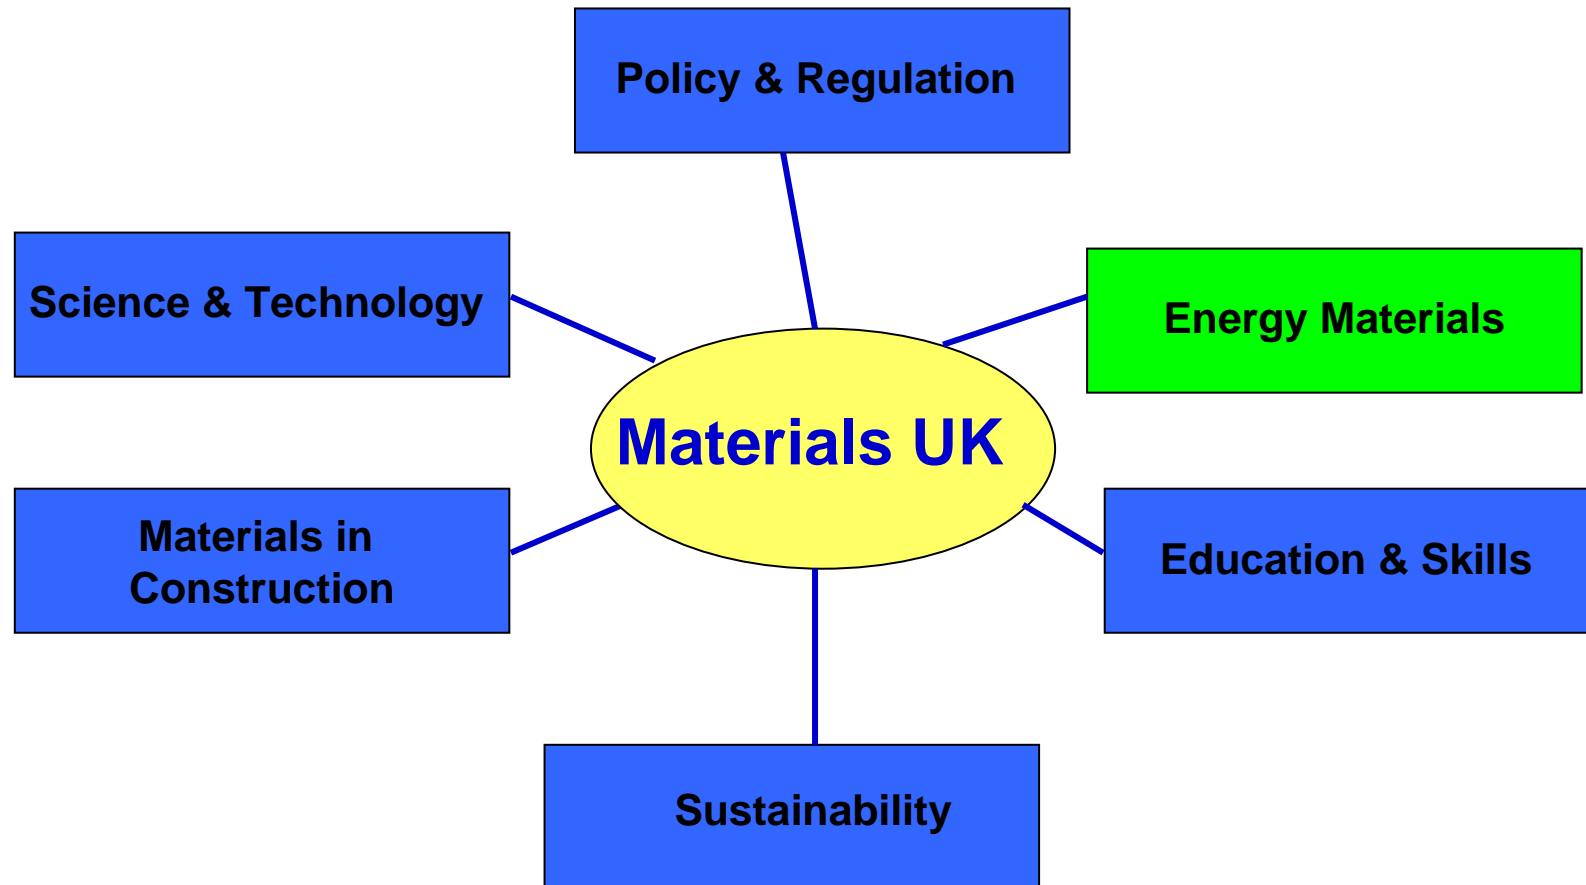 Policy & Regulation
Science & Technology
Energy Materials
Materials UK
Materials in
Construction
Education & Skills
Sustainability